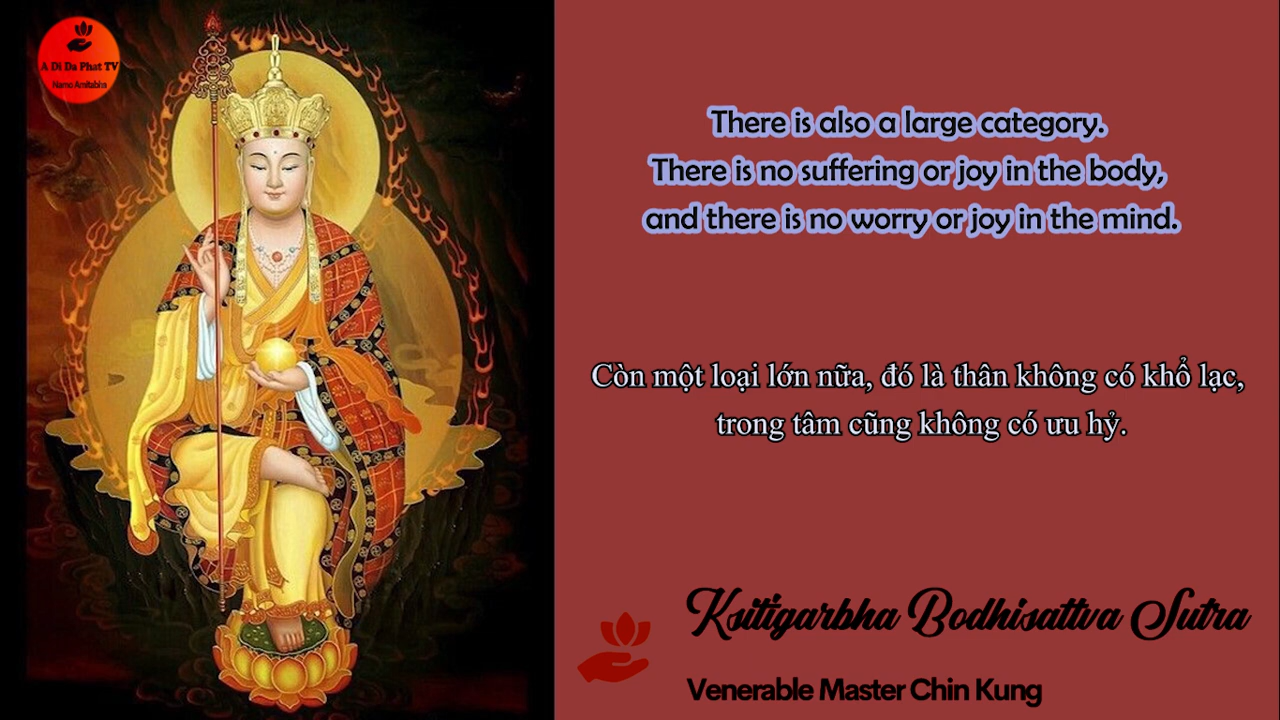 A Di Da Phat TV
Namo Amitabha
There is also a large category.
There is no suffering or joy in the body,
and there is no worry or joy in the mind.
Còn một loại lớn nữa, đó là thân không có khổ lạc,
trong tâm cũng không có ưu hỷ.
Ksitigarbha Bodhisattva Sutra
Venerable Master Chin Kung